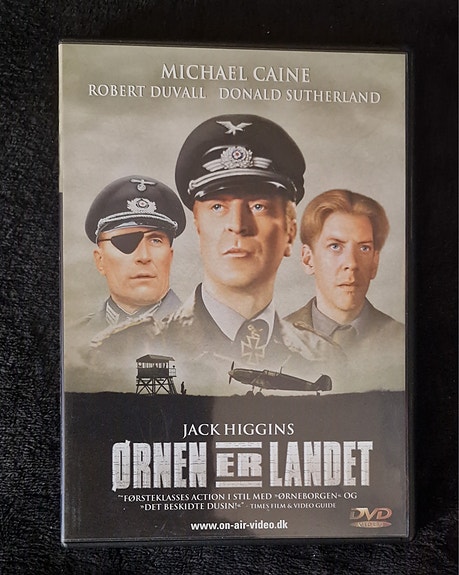 MICHAEL CAINE
ROBERT DUVALL DONALD SUTHERLAND
JACK HIGGINS
ØRNEN ER LANDET
"FØRSTEKLASSES ACTION I STIL MED »ØRNEBORGEN« OG
»DET BESKIDTE DUSIN!«" - TIMES FILM & VIDEO GUIDE
www.on-air-video.dk
DVD
VIDEO